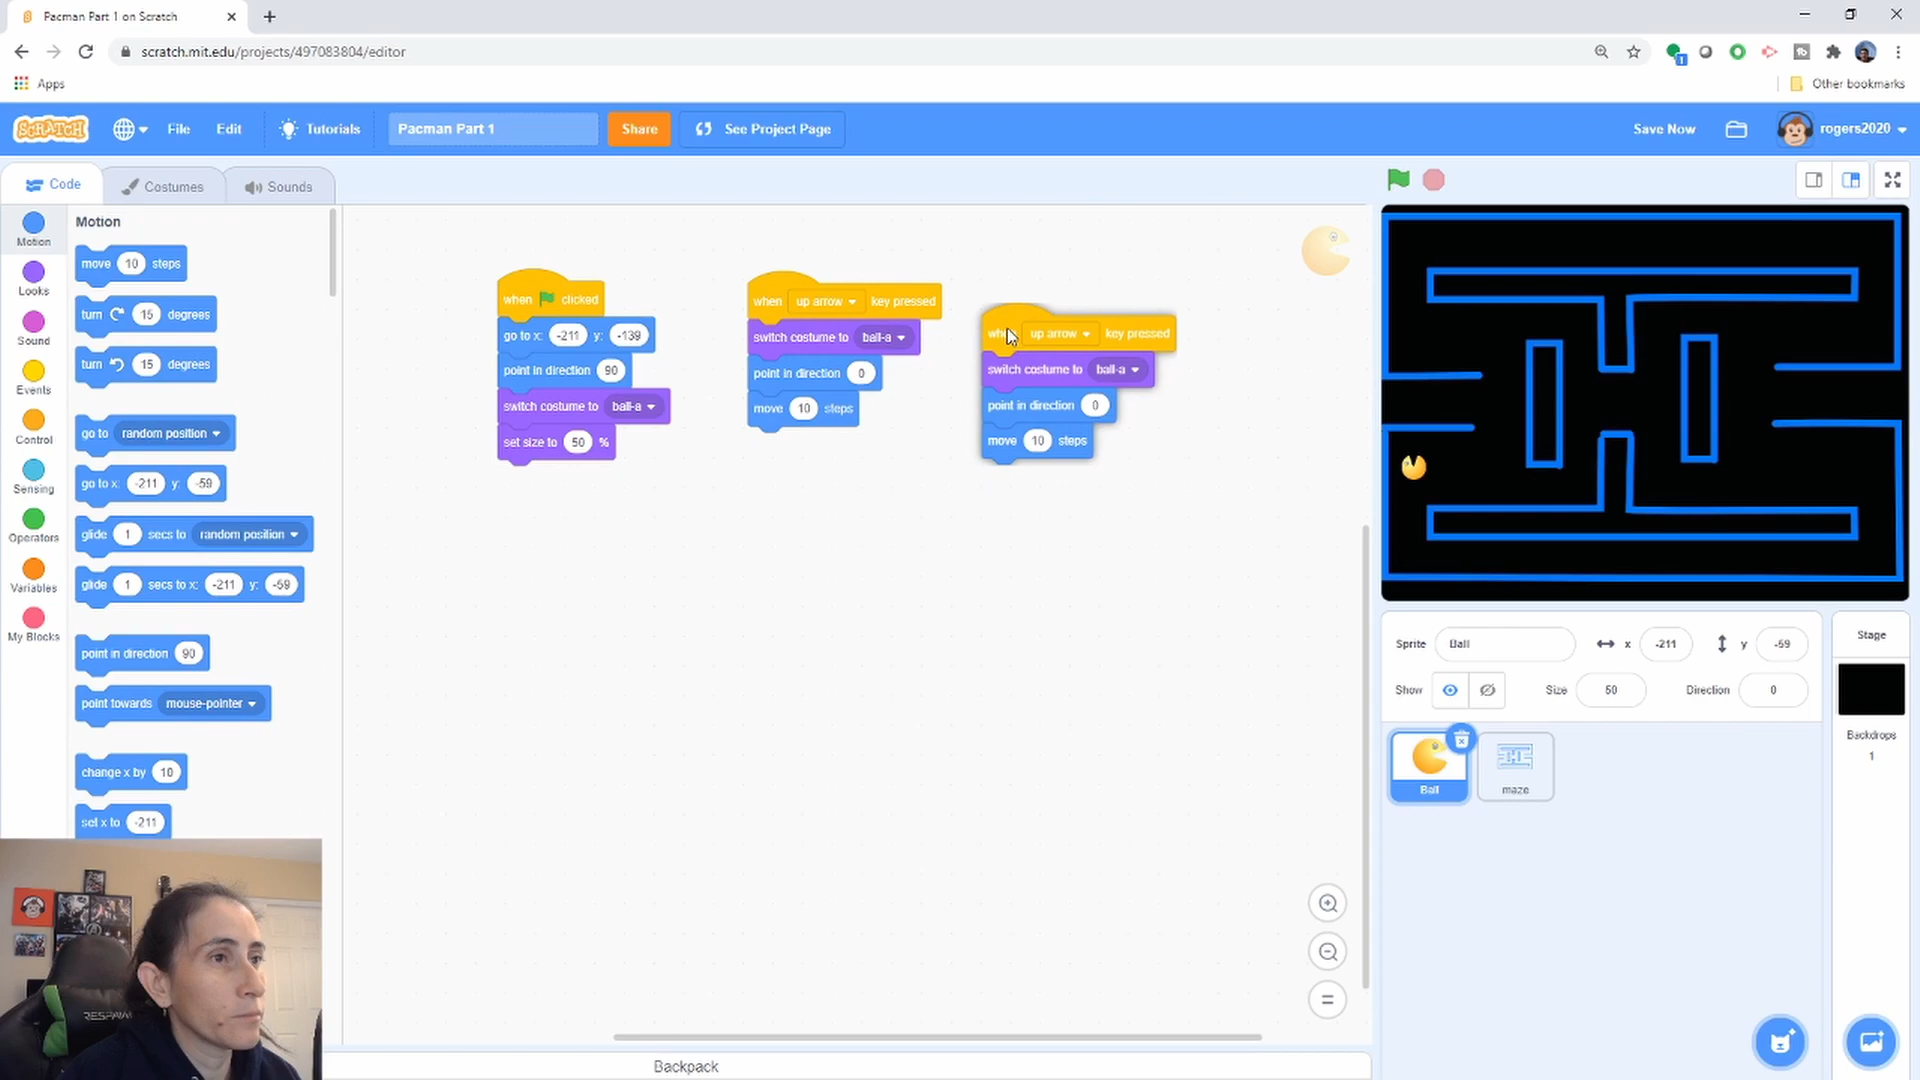 Pacman Part 1 on Scratch
scratch.mit.edu/projects/497083804/editor
Apps
Other bookmarks
SCRATCH
File
Edit
Tutorials
Pacman Part 1
Share
See Project Page
Save Now
rogers2020
Code
Costumes
Sounds
Motion
Looks
Sound
Events
Control
Sensing
Operators
Variables
My Blocks
Motion
move 10 steps
turn 15 degrees
turn 15 degrees
go to random position
go to x: -211 y: -59
glide 1 secs to random position
glide 1 secs to x: -211 y: -59
point in direction 90
point towards mouse-pointer
change x by 10
set x to -211
when clicked
go to x: -211 y: -139
point in direction 90
switch costume to ball-a
set size to 50 %
when up arrow key pressed
switch costume to ball-a
point in direction 0
move 10 steps
when up arrow key pressed
switch costume to ball-a
point in direction 0
move 10 steps
Sprite Ball x -211 y -59
Show Size 50 Direction 0
Ball
maze
Stage
Backdrops
1
Backpack
RESPAWN